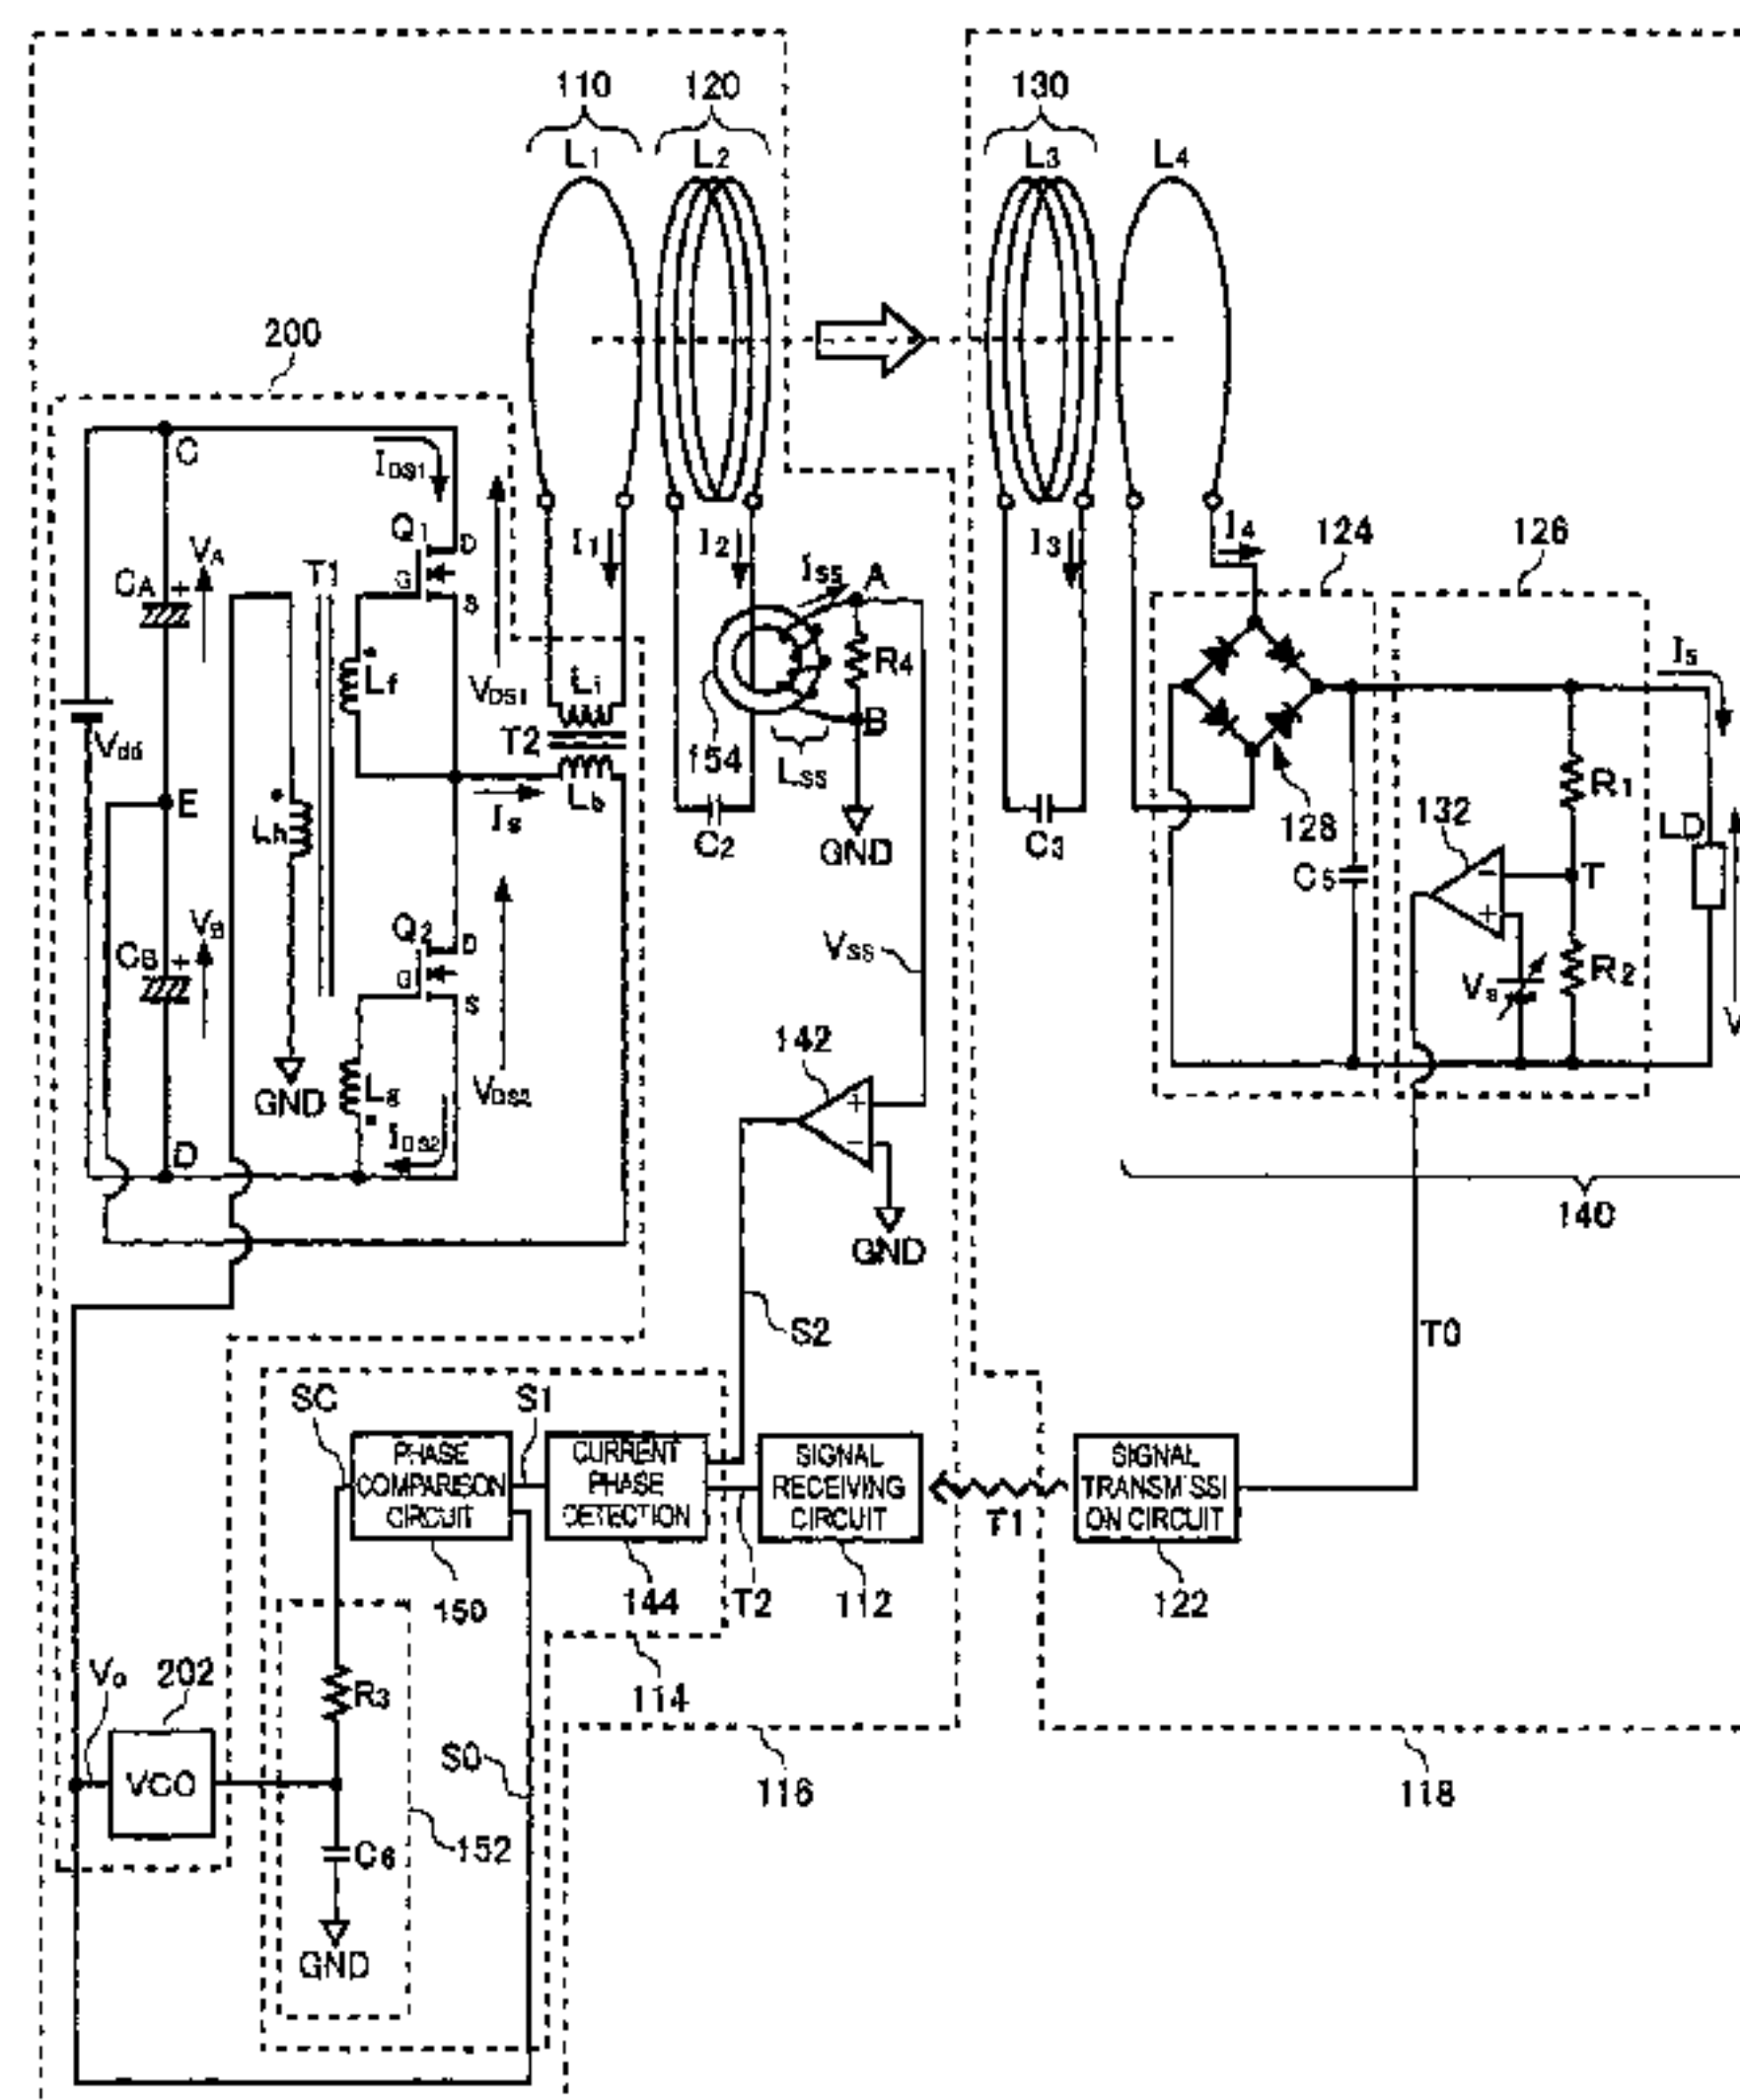 110
120
130
L1
L2
L3
L4
200
C
IDS1
Q1
D
G
S
VA
CA
+
T1
Lf
VDS1
I1
I2
ISS
A
R4
B
I3
I4
124
126
I5
Vdd
E
Lh
Li
T2
Lb
Is
154
LSS
C2
GND
C3
128
132
R1
LD
C5
−
+
T
VB
CB
+
Q2
D
G
S
VSS
R2
V
GND
Lg
VDS2
IDS2
D
142
+
−
GND
140
S2
T0
SC
S1
PHASE
COMPARISON
CIRCUIT
CURRENT
PHASE
DETECTION
SIGNAL
RECEIVING
CIRCUIT
T1
SIGNAL
TRANSMISSI
ON CIRCUIT
150
144
T2
112
122
Vo
202
R3
114
VCO
S0
116
118
C6
152
GND